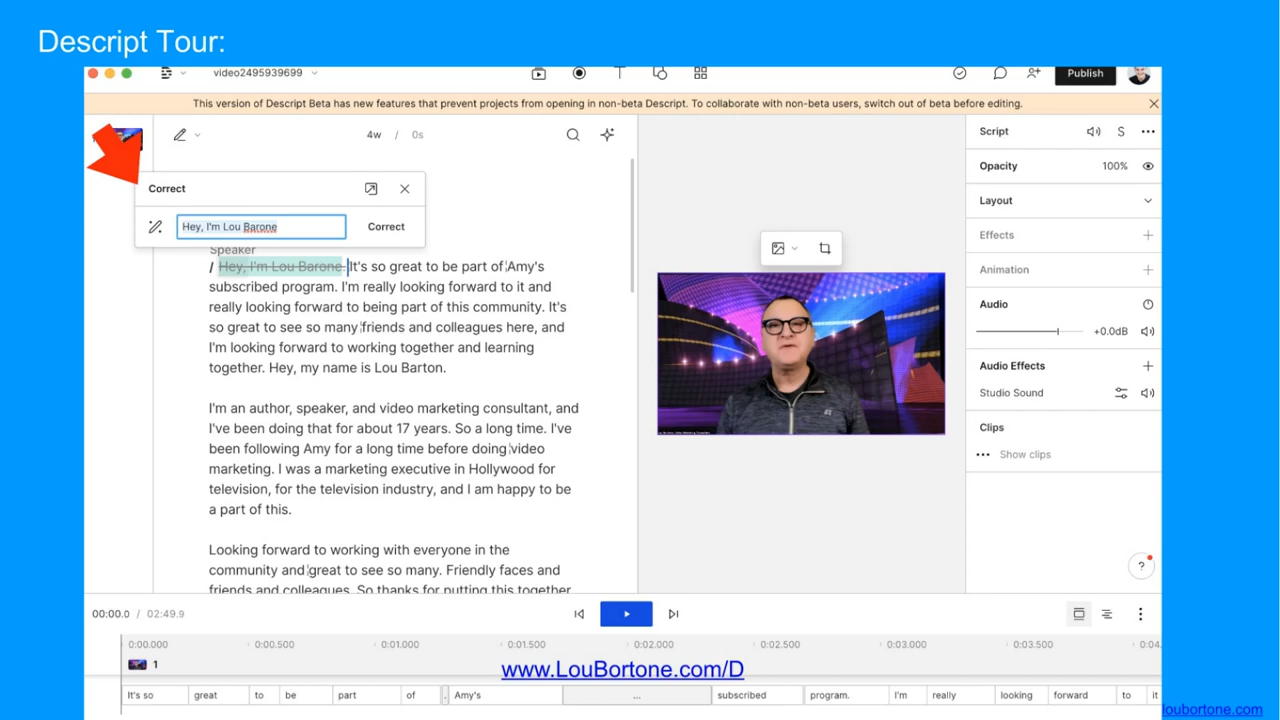 Descript Tour:
video2495939699
Publish
This version of Descript Beta has new features that prevent projects from opening in non-beta Descript. To collaborate with non-beta users, switch out of beta before editing.
4w / 0s
Correct
Hey, I'm Lou Barone
Correct
Speaker
/ Hey, I'm Lou Barone. It's so great to be part of Amy's
subscribed program. I'm really looking forward to it and
really looking forward to being part of this community. It's
so great to see so many friends and colleagues here, and
I'm looking forward to working together and learning
together. Hey, my name is Lou Barton.
I'm an author, speaker, and video marketing consultant, and
I've been doing that for about 17 years. So a long time. I've
been following Amy for a long time before doing video
marketing. I was a marketing executive in Hollywood for
television, for the television industry, and I am happy to be
a part of this.
Looking forward to working with everyone in the
community and great to see so many. Friendly faces and
friends and colleagues. So thanks for putting this together
Script
S
Opacity 100%
Layout
Effects
Animation
Audio
+0.0dB
Audio Effects
Studio Sound
Clips
Show clips
?
00:00.0 / 02:49.9
0:00.000 0:00.500 0:01.000 0:01.500 0:02.000 0:02.500 0:03.000 0:03.500 0:04.
1
www.LouBortone.com/D
It's so great to be part of . Amy's ... subscribed program. I'm really looking forward to it
loubortone.com